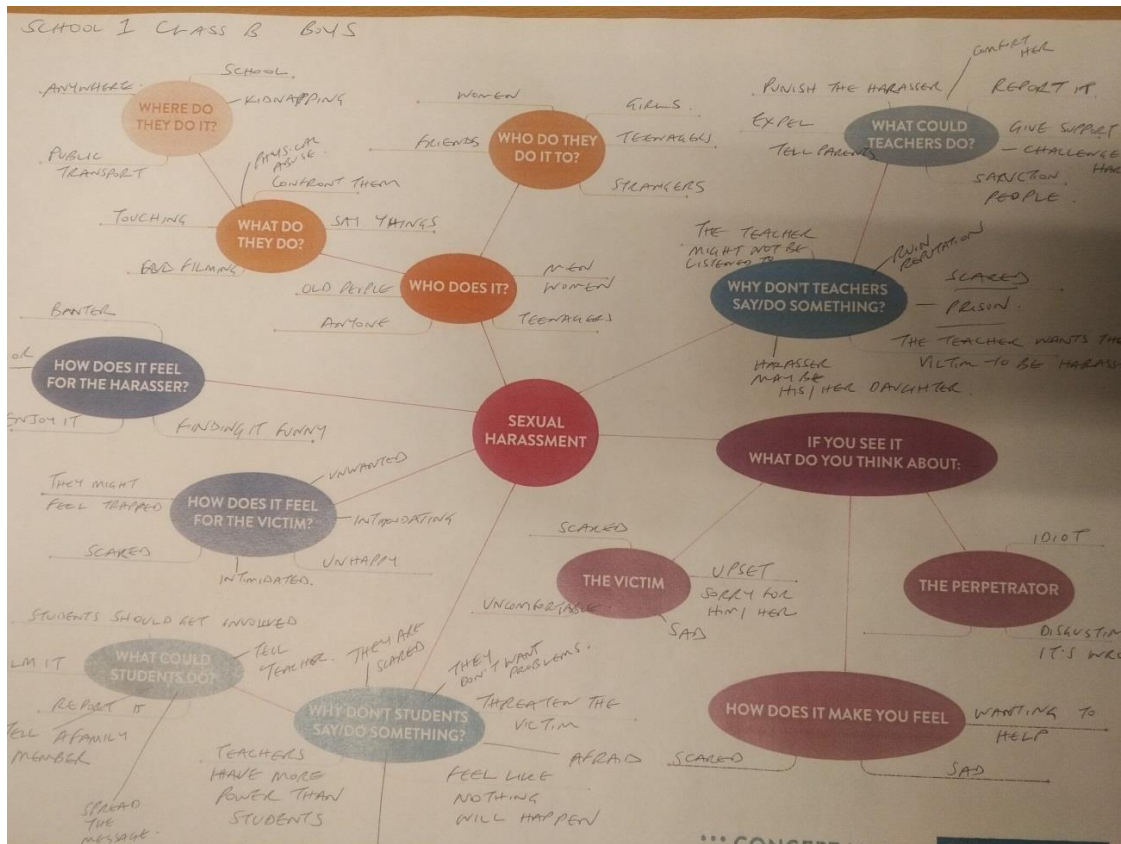 SCHOOL 1 CLASS B BOYS
ANYWHERE.
SCHOOL.
KIDNAPPING
PUBLIC
TRANSPORT
WHERE DO
THEY DO IT?
WOMEN
FRIENDS
GIRLS.
TEENAGERS
STRANGERS
WHO DO THEY
DO IT TO?
COMFORT
HER
PUNISH THE HARASSER
REPORT IT.
EXPEL
TELL PARENTS
GIVE SUPPORT
- CHALLENGE
HAR
SANCTION
PEOPLE.
WHAT COULD
TEACHERS DO?
PHYSICAL
ABUSE.
CONFRONT THEM
TOUCHING
SAY THINGS
FILMING
WHAT DO
THEY DO?
OLD PEOPLE
ANYONE
MEN
WOMEN
TEENAGERS
WHO DOES IT?
THE TEACHER
MIGHT NOT BE
LISTENED TO
RUIN
REPUTATION
SCARED
PRISON.
THE TEACHER WANTS THE
VICTIM TO BE HARASS
HARASSER
MAY BE
HIS / HER DAUGHTER.
WHY DON'T TEACHERS
SAY/DO SOMETHING?
BANTER
OR
ENJOY IT
FINDING IT FUNNY
HOW DOES IT FEEL
FOR THE HARASSER?
SEXUAL
HARASSMENT
IF YOU SEE IT
WHAT DO YOU THINK ABOUT:
THEY MIGHT
FEEL TRAPPED
UNWANTED
INTIMIDATING
SCARED
INTIMIDATED.
UNHAPPY
HOW DOES IT FEEL
FOR THE VICTIM?
SCARED
UPSET
SORRY FOR
HIM / HER
UNCOMFORTABLE
SAD
THE VICTIM
IDIOT
DISGUSTIN
IT'S WRO
THE PERPETRATOR
STUDENTS SHOULD GET INVOLVED
LM IT
TELL
TEACHER.
REPORT IT
TELL A FAMILY
MEMBER
SPREAD
THE
MESSAGE.
WHAT COULD
STUDENTS DO?
THEY ARE
SCARED
THEY
DON'T WANT
PROBLEMS.
THREATEN THE
VICTIM
AFRAID
TEACHERS
HAVE MORE
POWER THAN
STUDENTS
FEEL LIKE
NOTHING
WILL HAPPEN
WHY DON'T STUDENTS
SAY/DO SOMETHING?
HOW DOES IT MAKE YOU FEEL
WANTING TO
HELP
SCARED
SAD